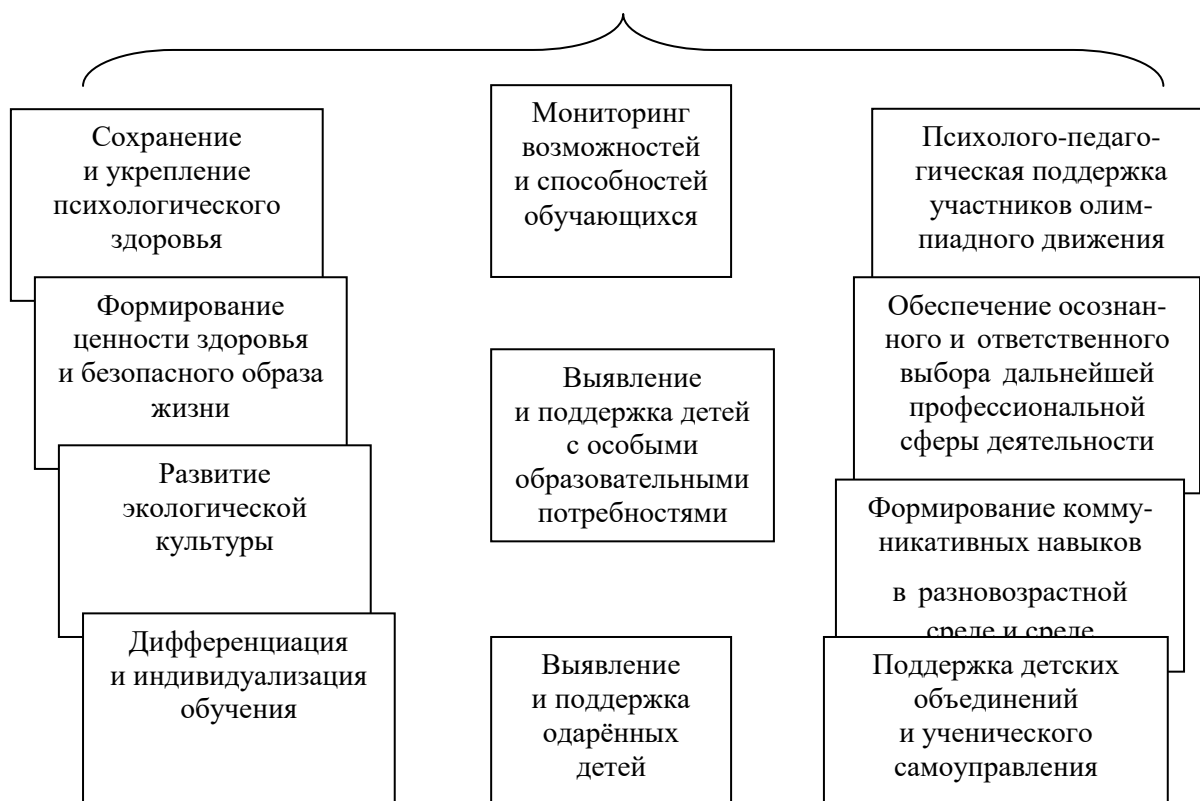 Сохранение
и укрепление
психологического
здоровья
Формирование
ценности здоровья
и безопасного образа
жизни
Развитие
экологической
культуры
Дифференциация
и индивидуализация
обучения
Мониторинг
возможностей
и способностей
обучающихся
Выявление
и поддержка детей
с особыми
образовательными
потребностями
Выявление
и поддержка
одарённых
детей
Психолого-педаго-
гическая поддержка
участников олим-
пиадного движения
Обеспечение осознан-
ного и ответственного
выбора дальнейшей
профессиональной
сферы деятельности
Формирование комму-
никативных навыков
в разновозрастной
среде и среде
Поддержка детских
объединений
и ученического
самоуправления